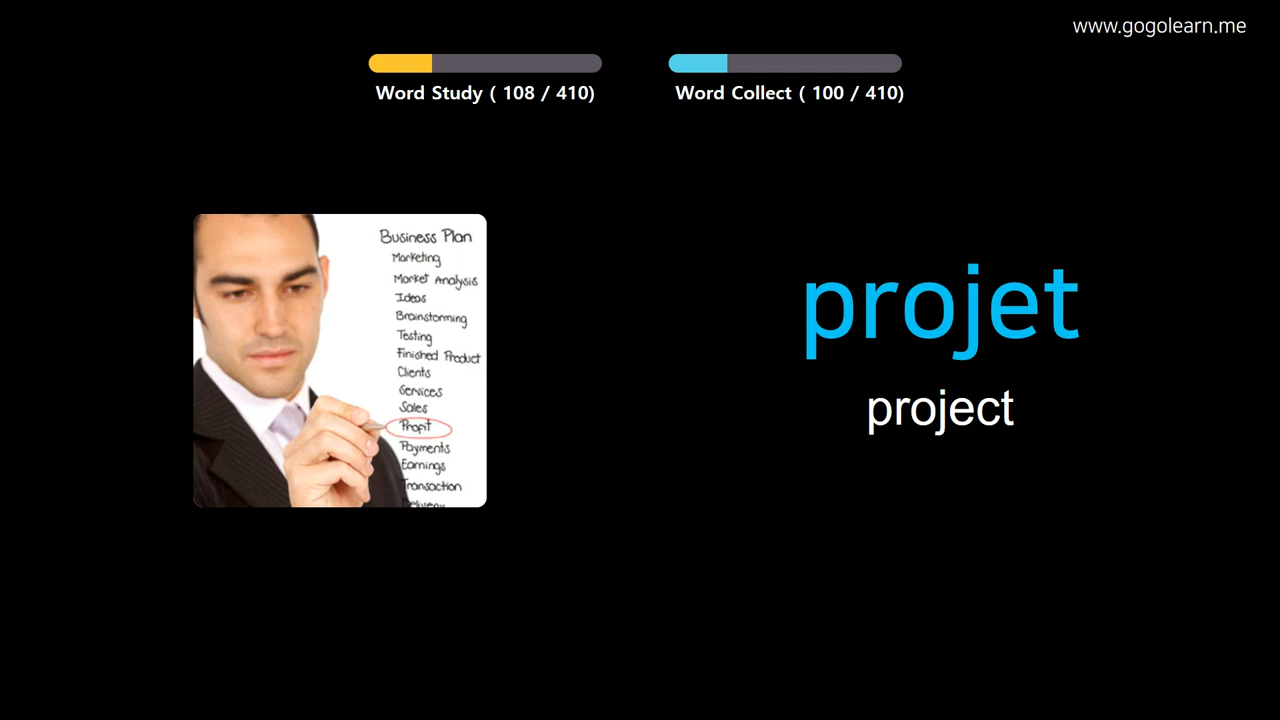 www.gogolearn.me
Word Study ( 108 / 410)
Word Collect ( 100 / 410)
Business Plan
Marketing
Market Analysis
Ideas
Brainstorming
Testing
Finished Product
Clients
Services
Sales
Profit
Payments
Earnings
Transaction
Delivery
projet
project